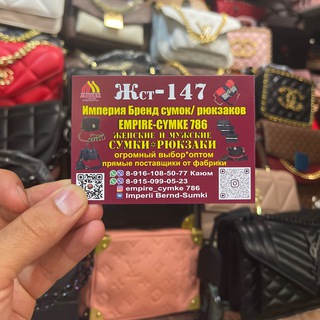 Жст-147
Империя Бренд сумок/ рюкзаков
EMPIRE-CYMKE 786
ЖЕНСКИЕ И МУЖСКИЕ
СУМКИ РЮКЗАКИ
огромный выбор*оптом
прямые поставщики от фабрики
8-916-108-50-77 Каюм
8-915-099-05-23
empire_cymke 786
Imperii Bernd-Sumki